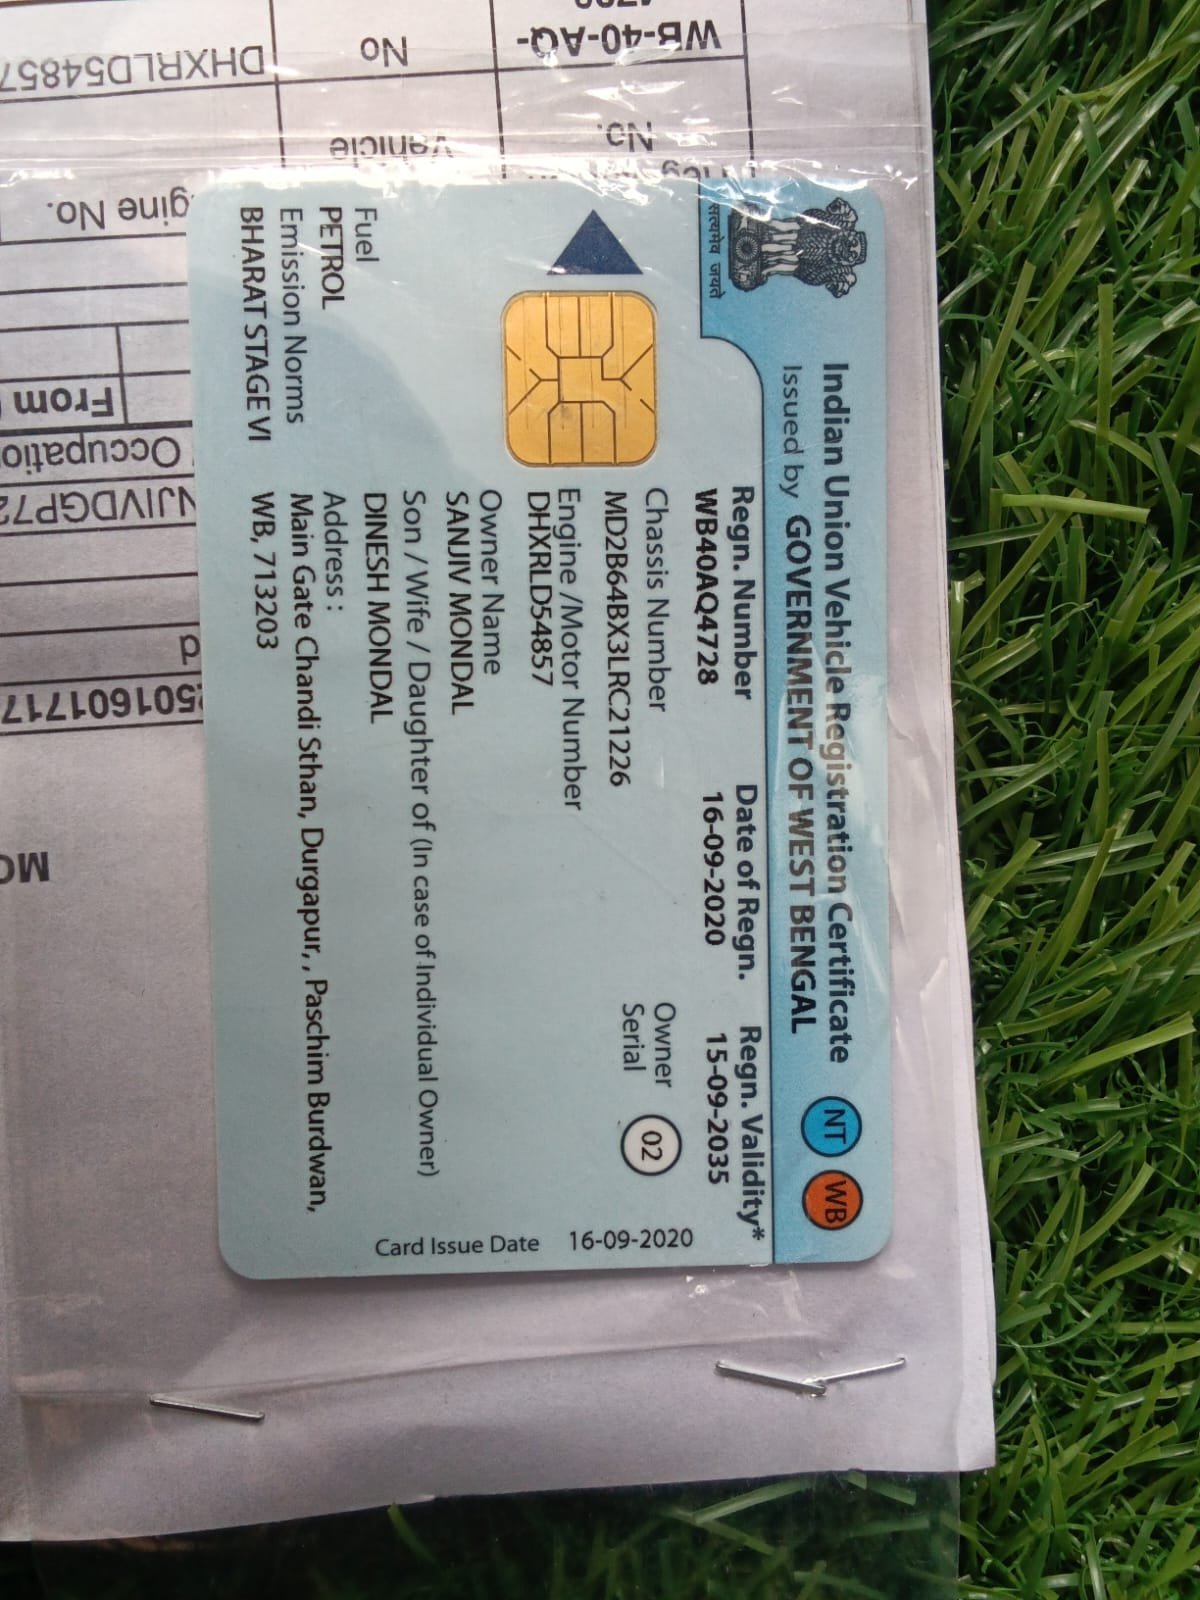 Indian Union Vehicle Registration Certificate
Issued by GOVERNMENT OF WEST BENGAL
NT
WB
सत्यमेव जयते
Regn. Number
WB40AQ4728
Date of Regn.
16-09-2020
Regn. Validity*
15-09-2035
Chassis Number
MD2B64BX3LRC21226
Owner
Serial
02
Engine /Motor Number
DHXRLD54857
Owner Name
SANJIV MONDAL
Son / Wife / Daughter of (In case of Individual Owner)
DINESH MONDAL
Address :
Main Gate Chandi Sthan, Durgapur, , Paschim Burdwan,
WB, 713203
Fuel
PETROL
Emission Norms
BHARAT STAGE VI
Card Issue Date 16-09-2020
No.
Vehicle
No
WB-40-AQ-
DHXRLD54857
gine No.
From
Occupation